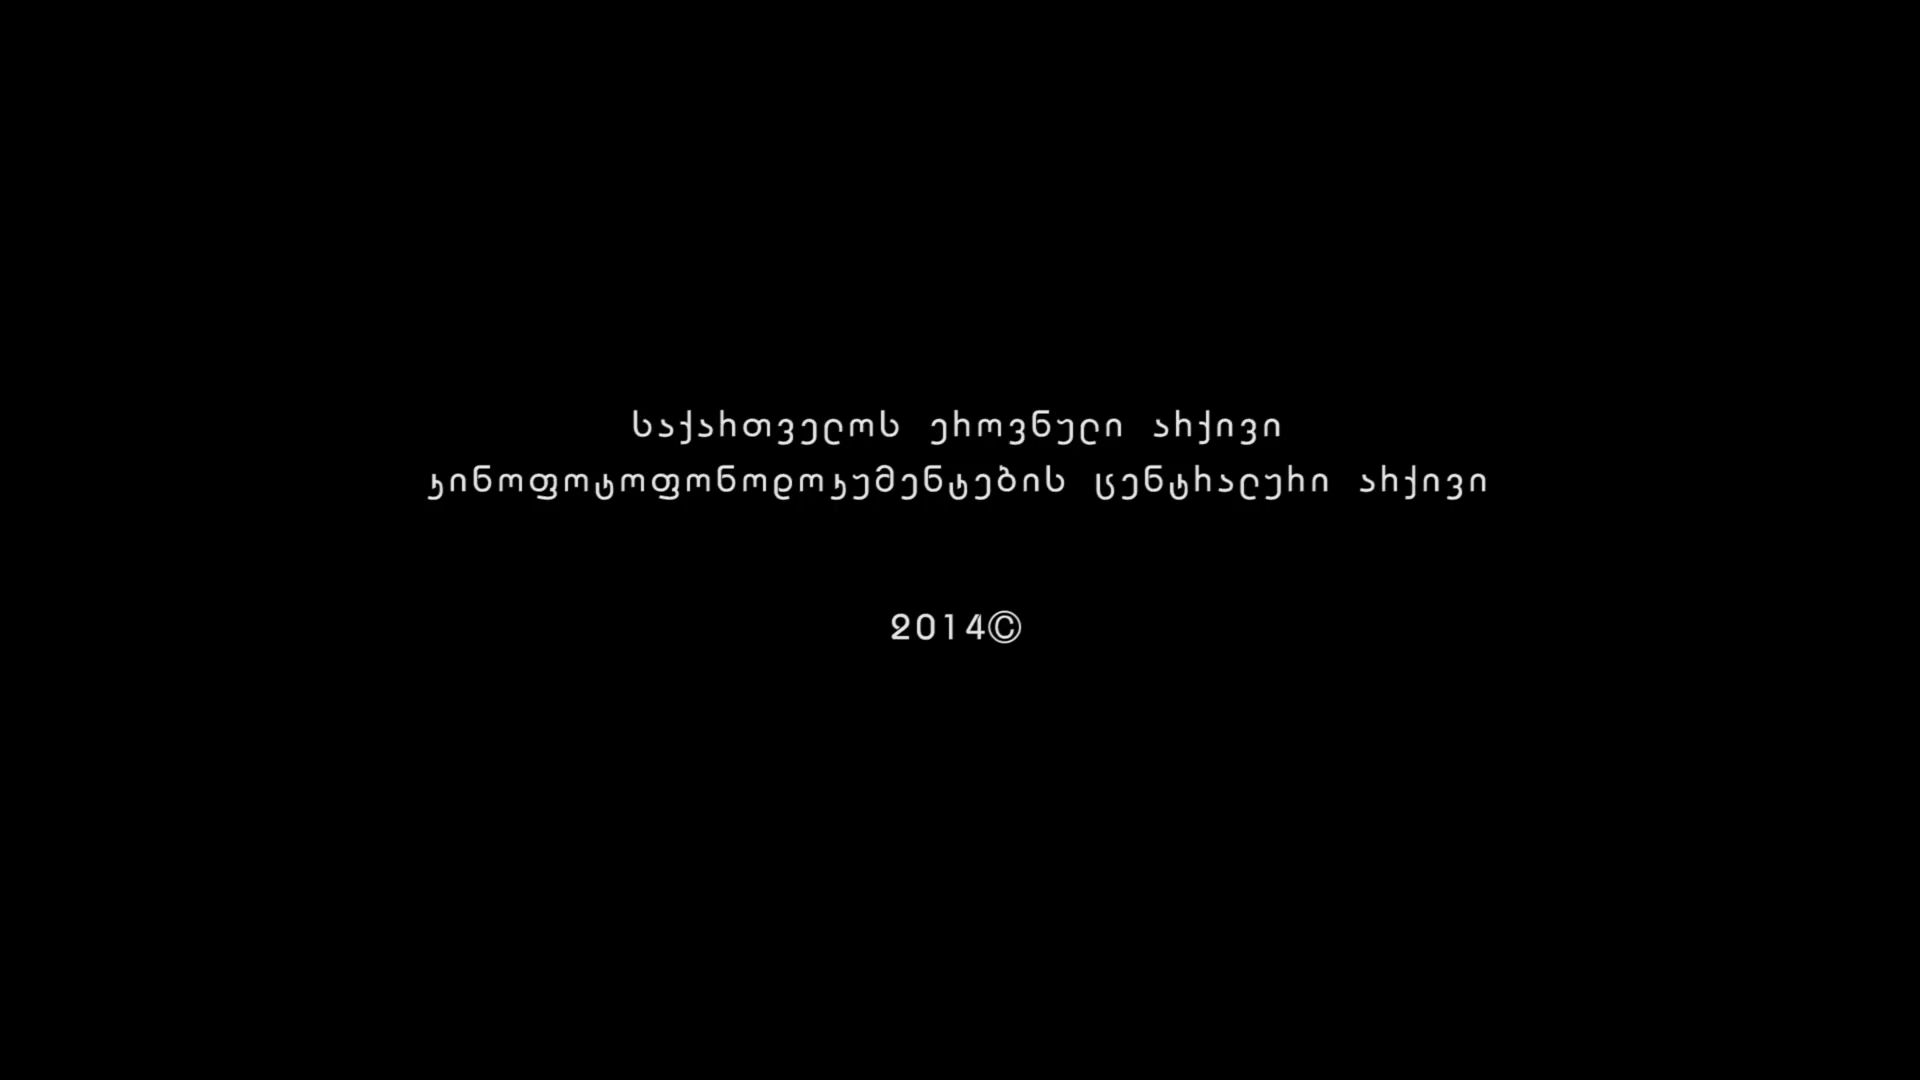 საქართველოს ეროვნული არქივი
კინოფოტოფონოდოკუმენტების ცენტრალური არქივი
2014©